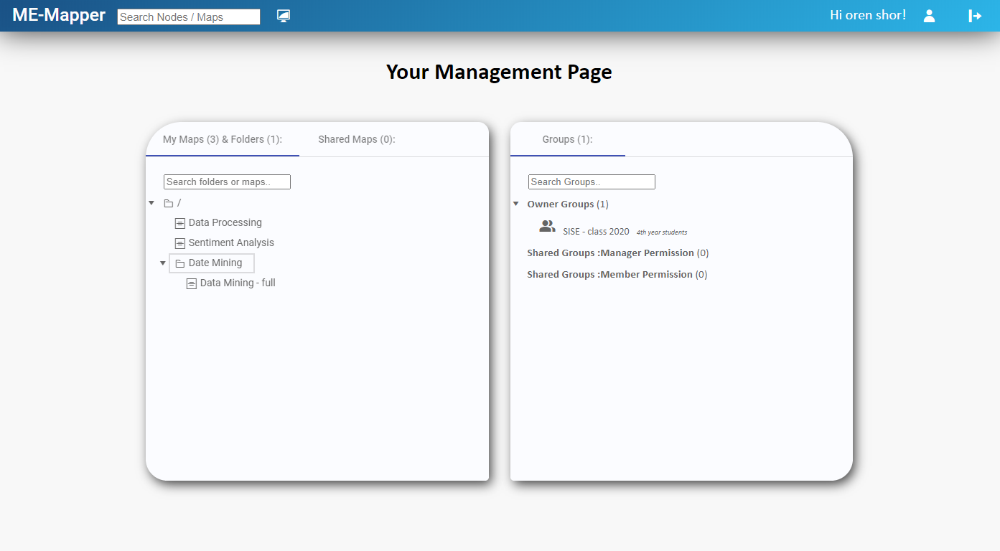 ME-Mapper Search Nodes / Maps Hi oren shor!
Your Management Page
My Maps (3) & Folders (1): Shared Maps (0):
Search folders or maps..
/
Data Processing
Sentiment Analysis
Date Mining
Data Mining - full
Groups (1):
Search Groups..
Owner Groups (1)
SISE - class 2020 4th year students
Shared Groups :Manager Permission (0)
Shared Groups :Member Permission (0)